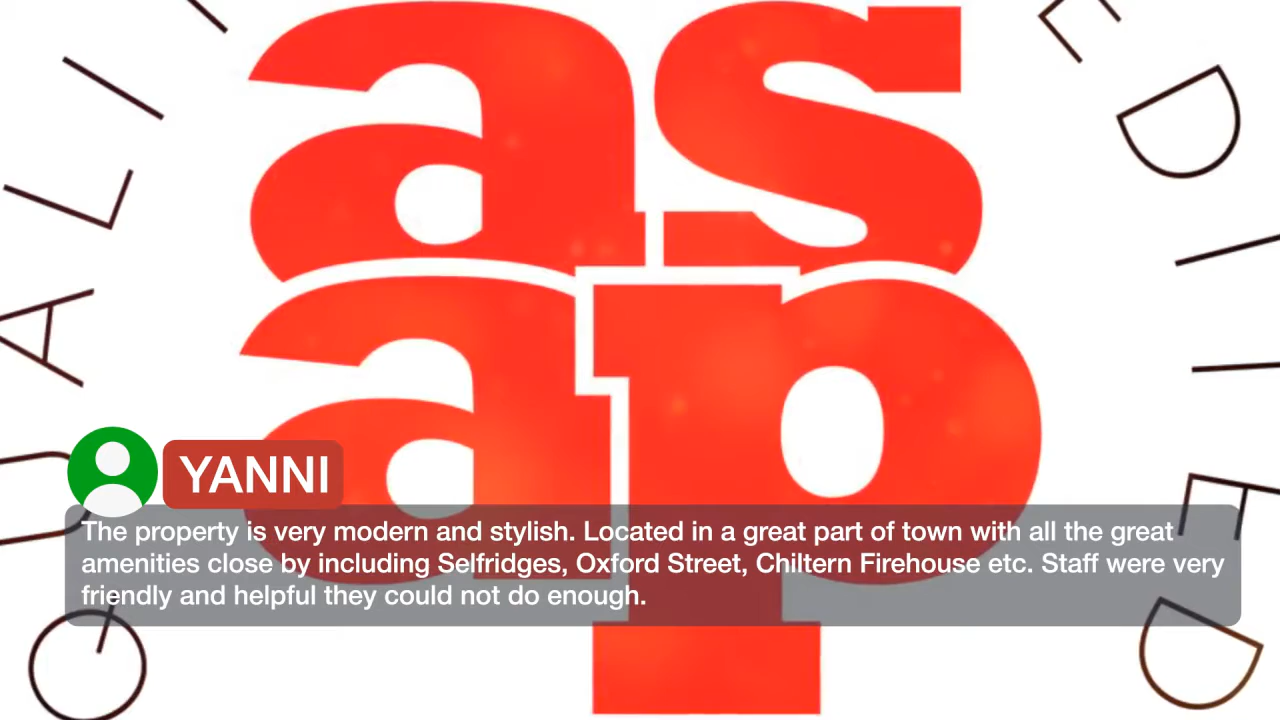 as
ap
QUALI
EDIFIED
YANNI
The property is very modern and stylish. Located in a great part of town with all the great
amenities close by including Selfridges, Oxford Street, Chiltern Firehouse etc. Staff were very
friendly and helpful they could not do enough.